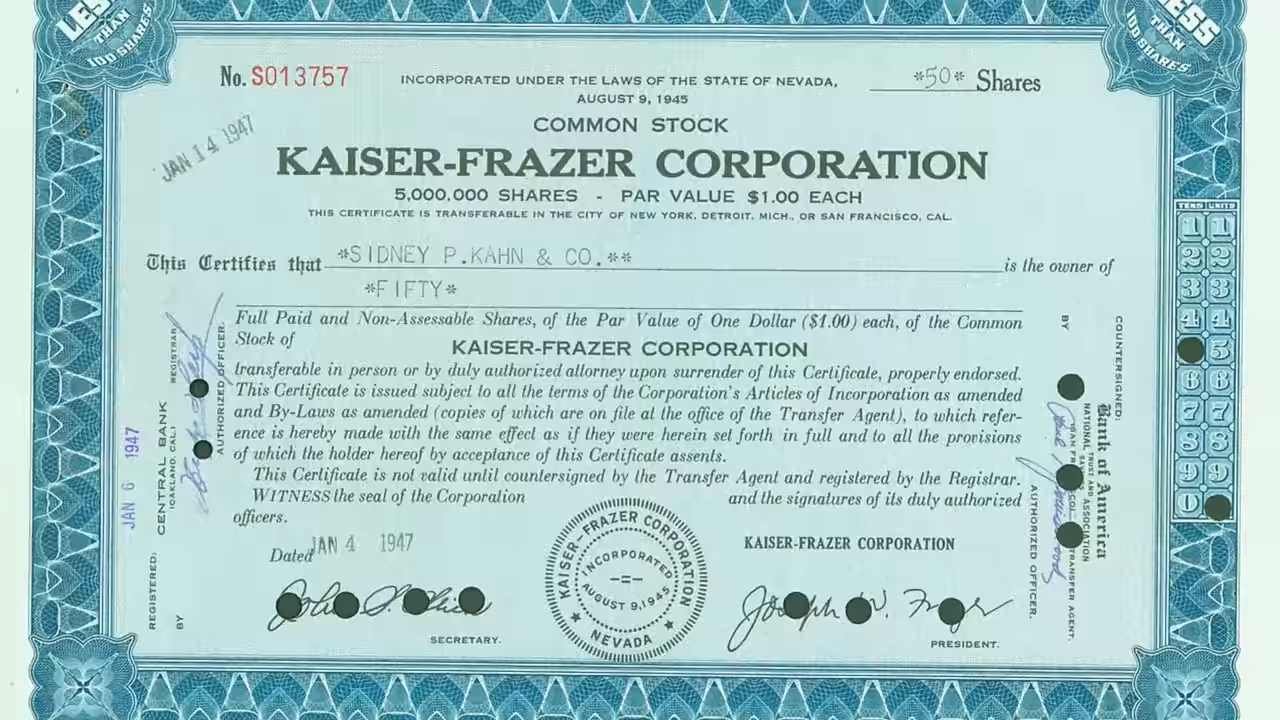 LESS
THAN
100 SHARES
LESS
THAN
100 SHARES
No. S013757
INCORPORATED UNDER THE LAWS OF THE STATE OF NEVADA,
AUGUST 9, 1945
*50* Shares
JAN 14 1947
COMMON STOCK
KAISER-FRAZER CORPORATION
5,000,000 SHARES - PAR VALUE $1.00 EACH
THIS CERTIFICATE IS TRANSFERABLE IN THE CITY OF NEW YORK, DETROIT, MICH., OR SAN FRANCISCO, CAL.
This Certifies that *SIDNEY P.KAHN & CO.** is the owner of
*FIFTY*
Full Paid and Non-Assessable Shares, of the Par Value of One Dollar ($1.00) each, of the Common
Stock of
KAISER-FRAZER CORPORATION
transferable in person or by duly authorized attorney upon surrender of this Certificate, properly endorsed.
This Certificate is issued subject to all the terms of the Corporation's Articles of Incorporation as amended
and By-Laws as amended (copies of which are on file at the office of the Transfer Agent), to which refer-
ence is hereby made with the same effect as if they were herein set forth in full and to all the provisions
of which the holder hereof by acceptance of this Certificate assents.
This Certificate is not valid until countersigned by the Transfer Agent and registered by the Registrar.
WITNESS the seal of the Corporation and the signatures of its duly authorized
officers.
Dated JAN 4 1947
KAISER-FRAZER CORPORATION
SECRETARY.
Joseph W. Frazer
PRESIDENT.
KAISER-FRAZER CORPORATION
INCORPORATED
AUGUST 9, 1945
NEVADA
JAN 6 1947
REGISTERED:
CENTRAL BANK
(OAKLAND, CAL.)
REGISTRAR,
BY
AUTHORIZED OFFICER.
COUNTERSIGNED:
Bank of America
NATIONAL TRUST AND SAVINGS ASSOCIATION
TRANSFER AGENT.
BY
AUTHORIZED OFFICER.
TENS UNITS
1 1
2 2
3 3
4 4
5
6 6
7 7
8 8
9 9
0